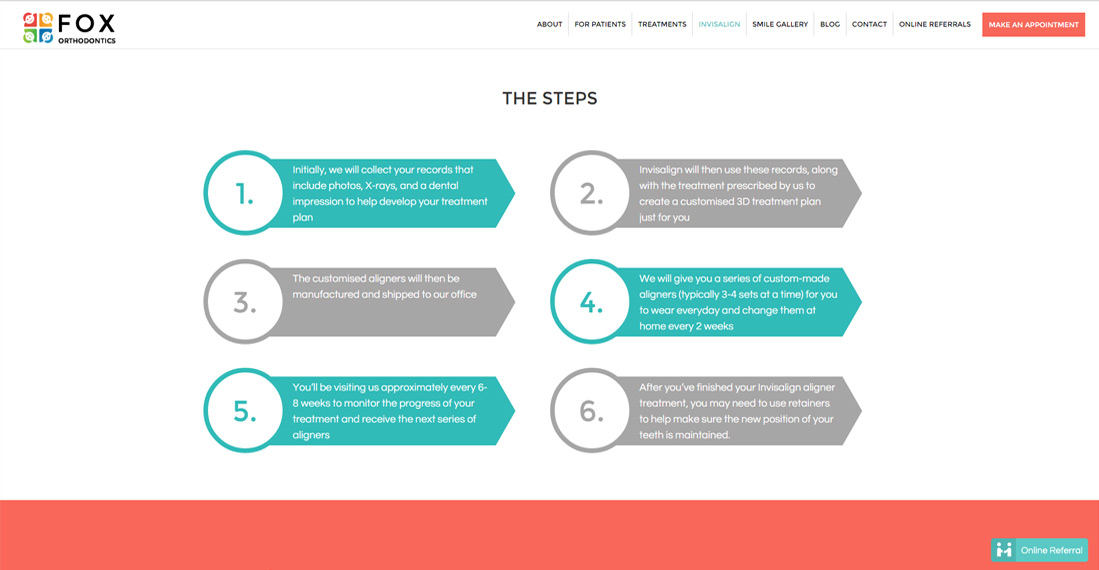 FOX
ORTHODONTICS
ABOUT
FOR PATIENTS
TREATMENTS
INVISALIGN
SMILE GALLERY
BLOG
CONTACT
ONLINE REFERRALS
MAKE AN APPOINTMENT
THE STEPS
1.
Initially, we will collect your records that
include photos, X-rays, and a dental
impression to help develop your treatment
plan
2.
Invisalign will then use these records, along
with the treatment prescribed by us to
create a customised 3D treatment plan
just for you
3.
The customised aligners will then be
manufactured and shipped to our office
4.
We will give you a series of custom-made
aligners (typically 3-4 sets at a time) for you
to wear everyday and change them at
home every 2 weeks
5.
You'll be visiting us approximately every 6-
8 weeks to monitor the progress of your
treatment and receive the next series of
aligners
6.
After you've finished your Invisalign aligner
treatment, you may need to use retainers
to help make sure the new position of your
teeth is maintained.
Online Referral